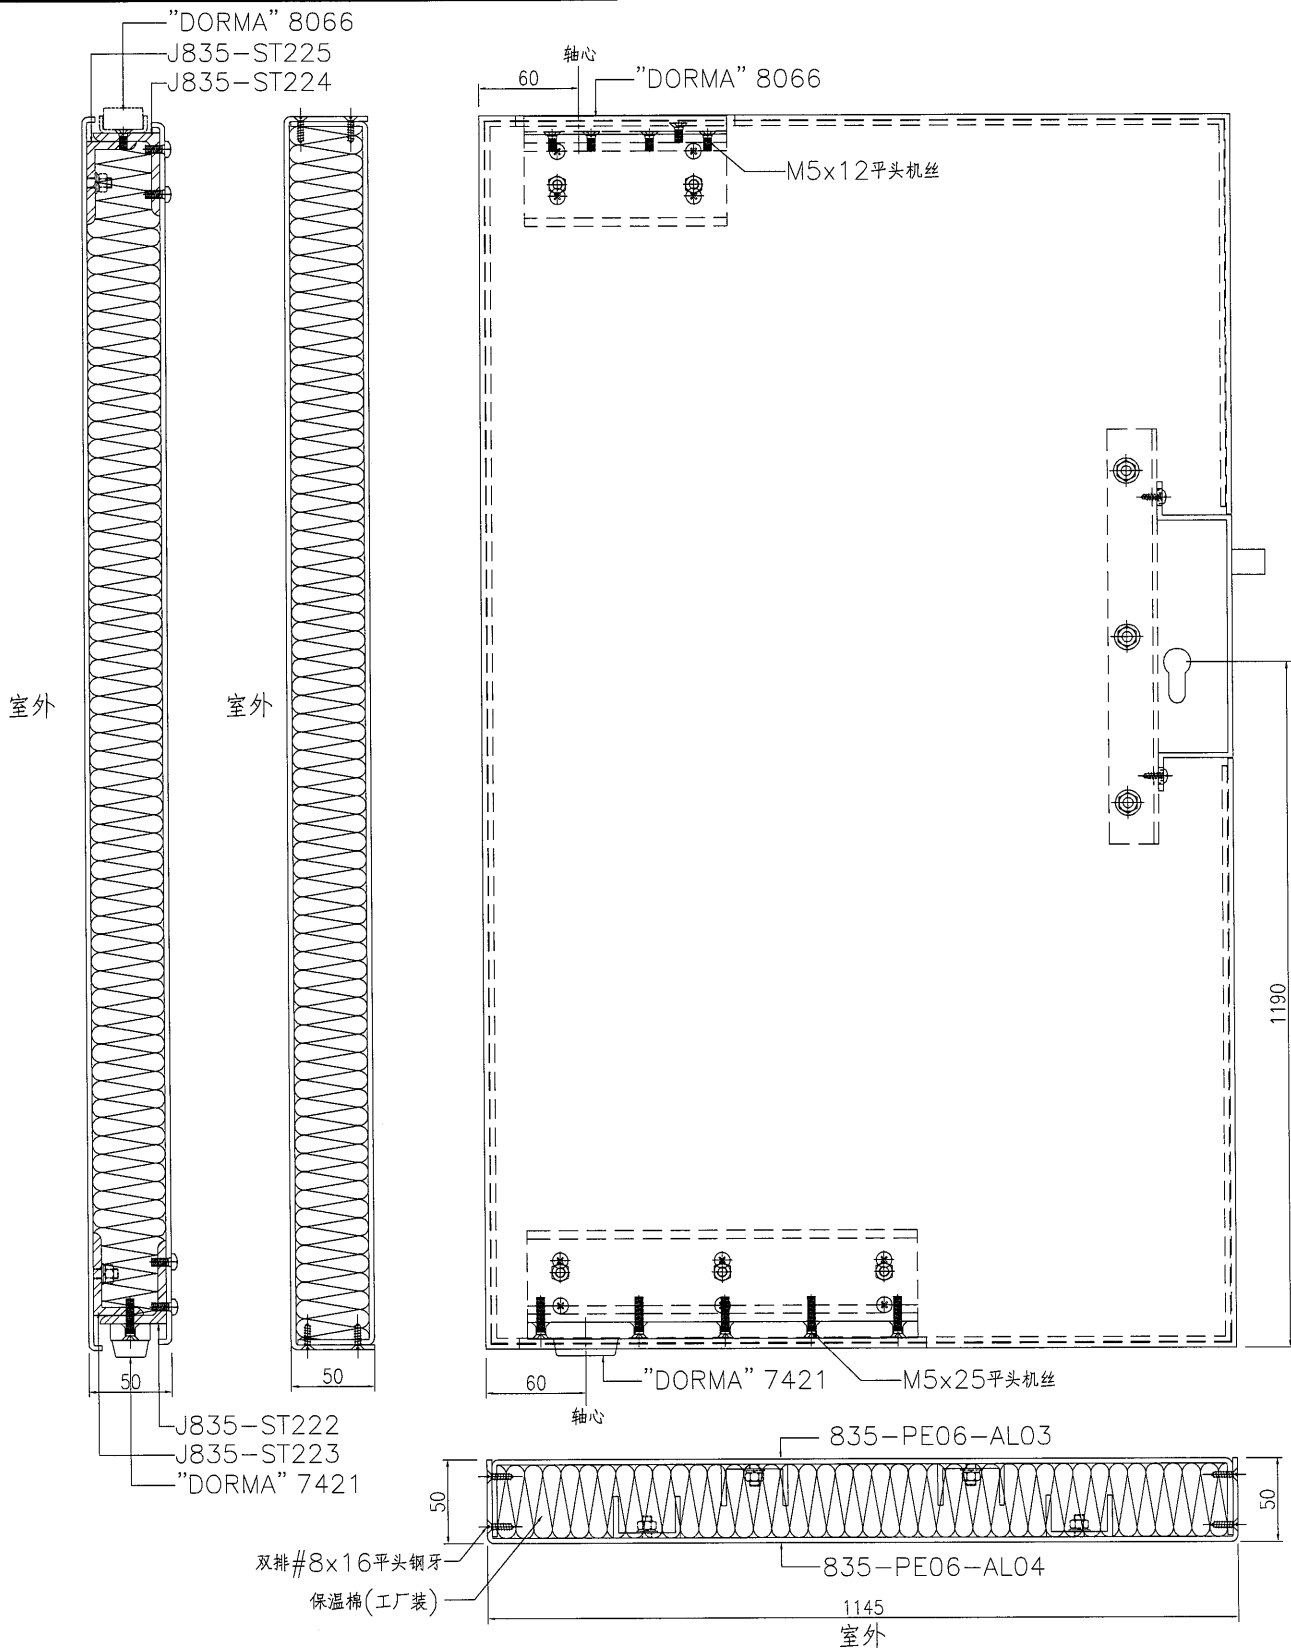 "DORMA" 8066
J835-ST225
J835-ST224
轴心
60
"DORMA" 8066
M5x12平头机丝
室外
室外
1190
50
50
60
"DORMA" 7421
M5x25平头机丝
轴心
J835-ST222
J835-ST223
"DORMA" 7421
835-PE06-AL03
50
50
双排#8x16平头钢牙
835-PE06-AL04
保温棉(工厂装)
1145
室外